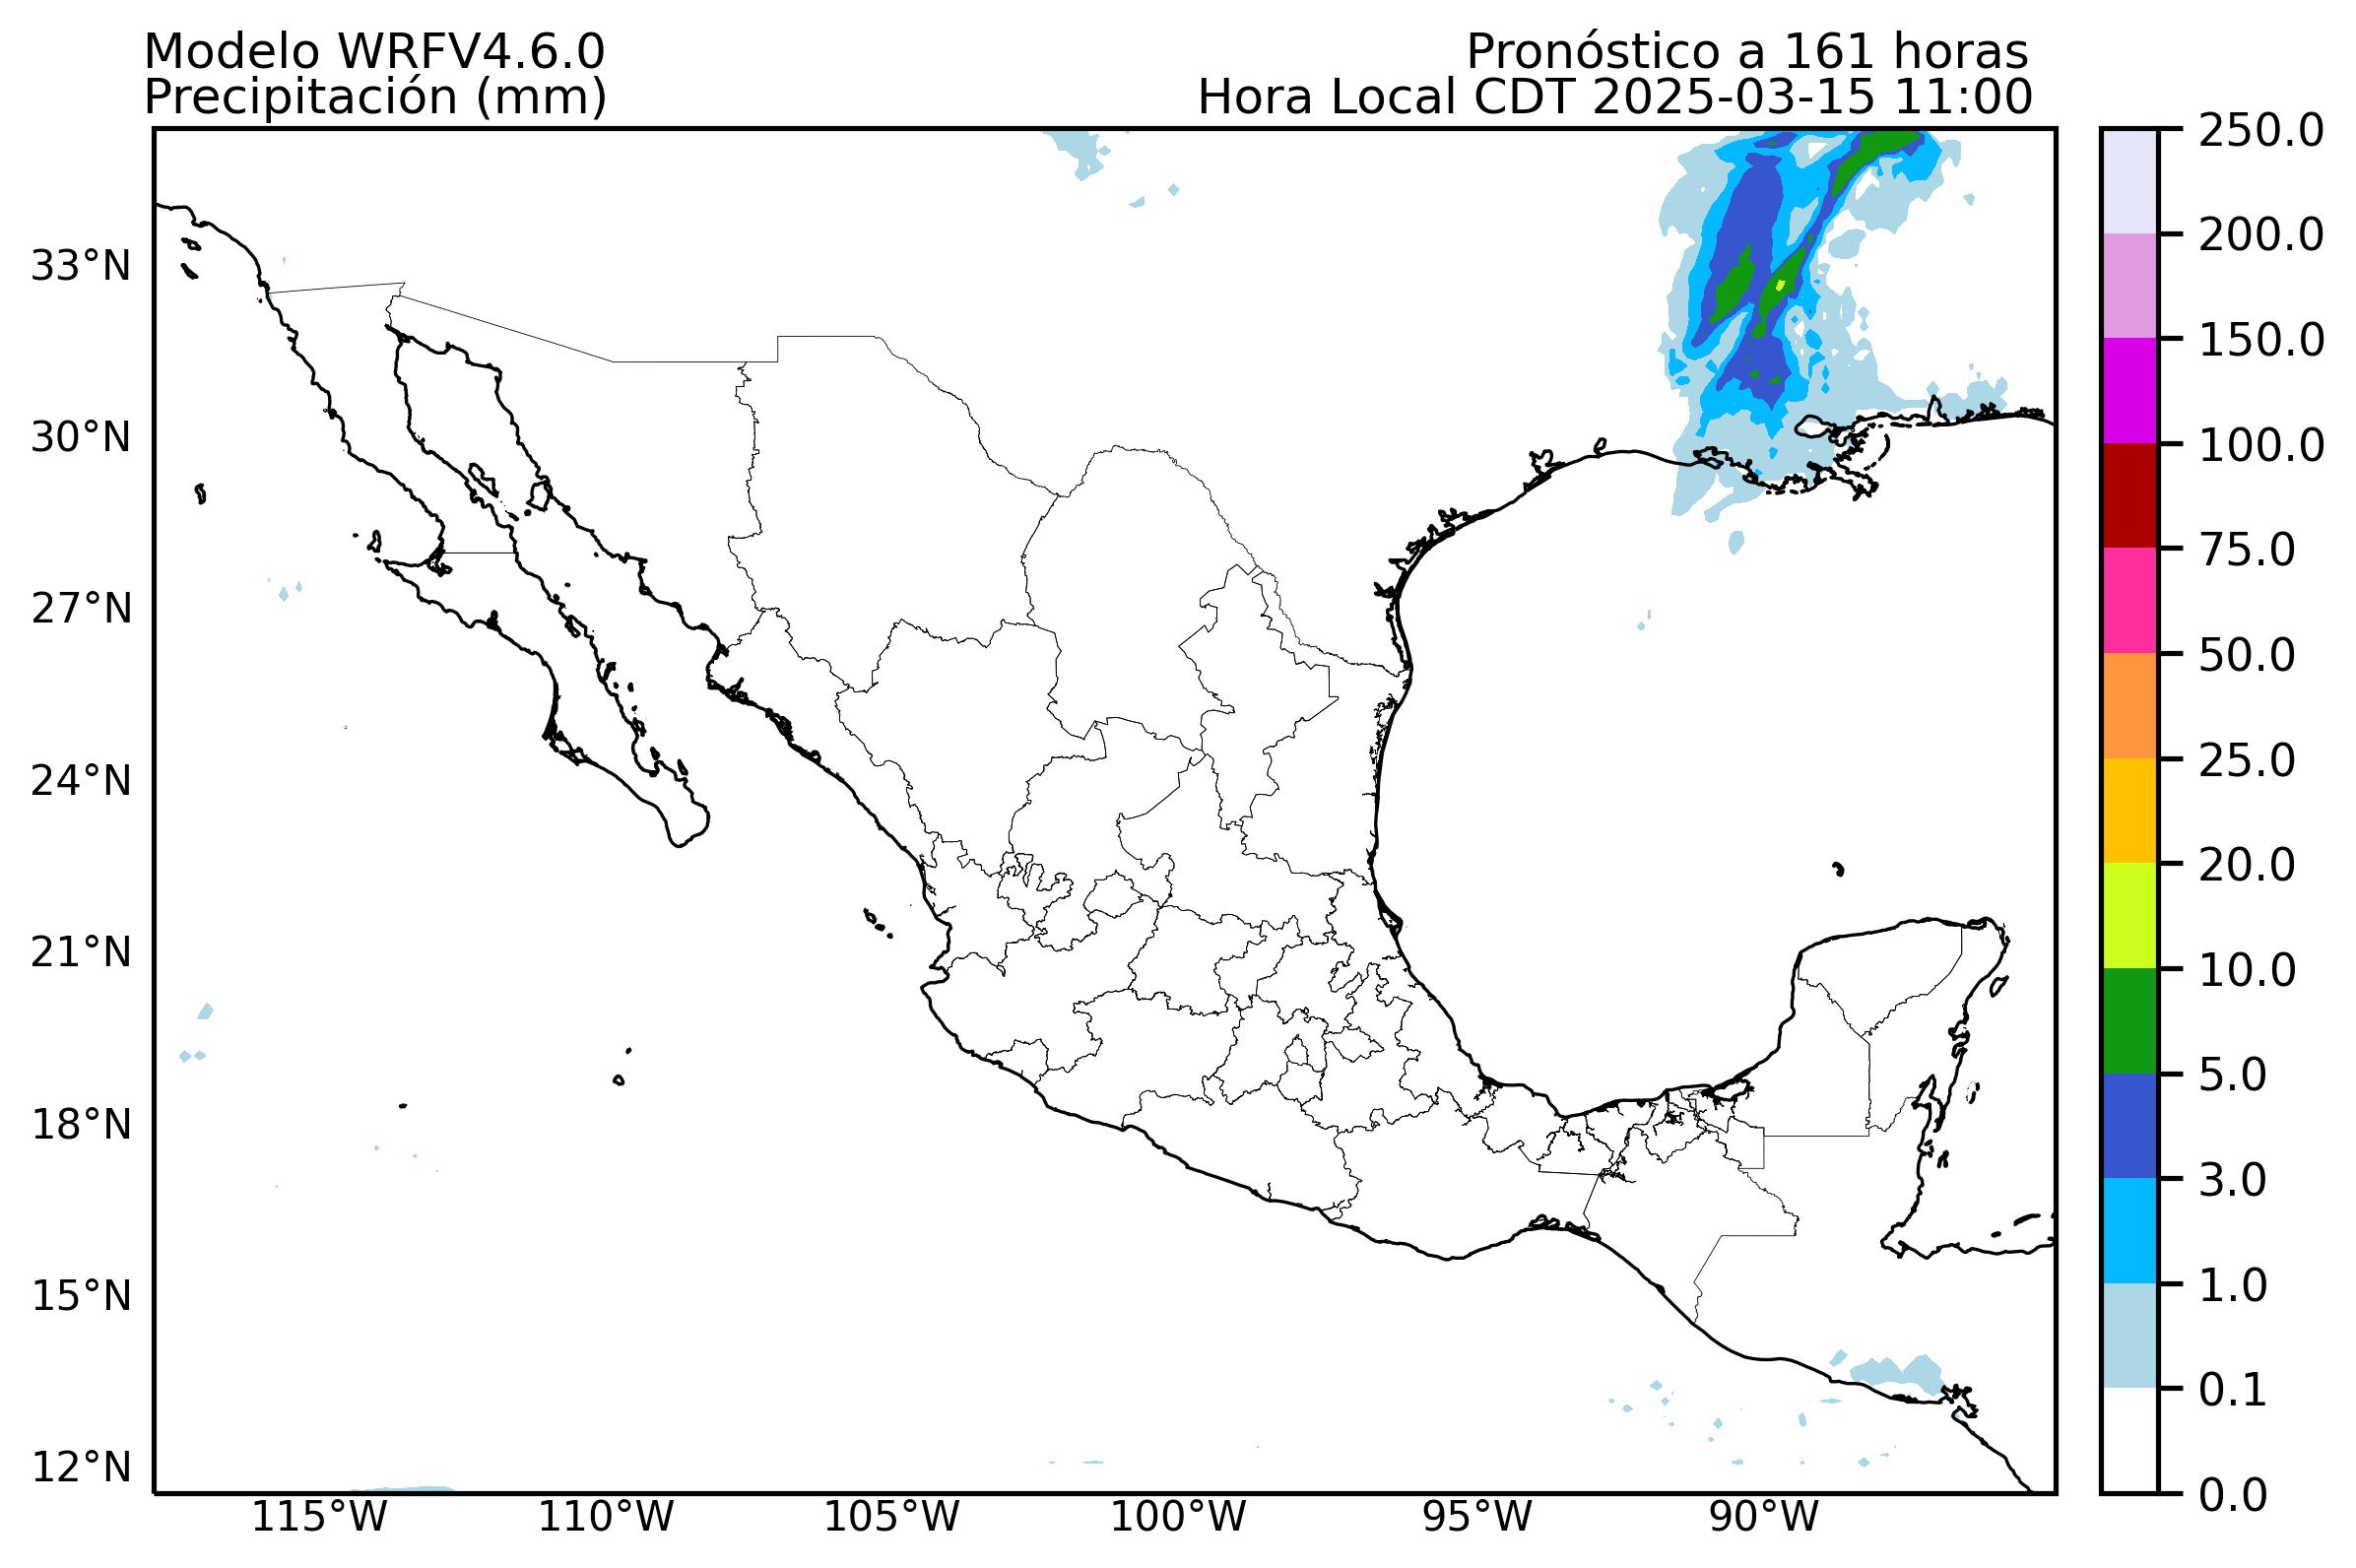 Modelo WRFV4.6.0
Pronóstico a 161 horas
Precipitación (mm)
Hora Local CDT 2025-03-15 11:00
33°N
30°N
27°N
24°N
21°N
18°N
15°N
12°N
115°W
110°W
105°W
100°W
95°W
90°W
250.0
200.0
150.0
100.0
75.0
50.0
25.0
20.0
10.0
5.0
3.0
1.0
0.1
0.0